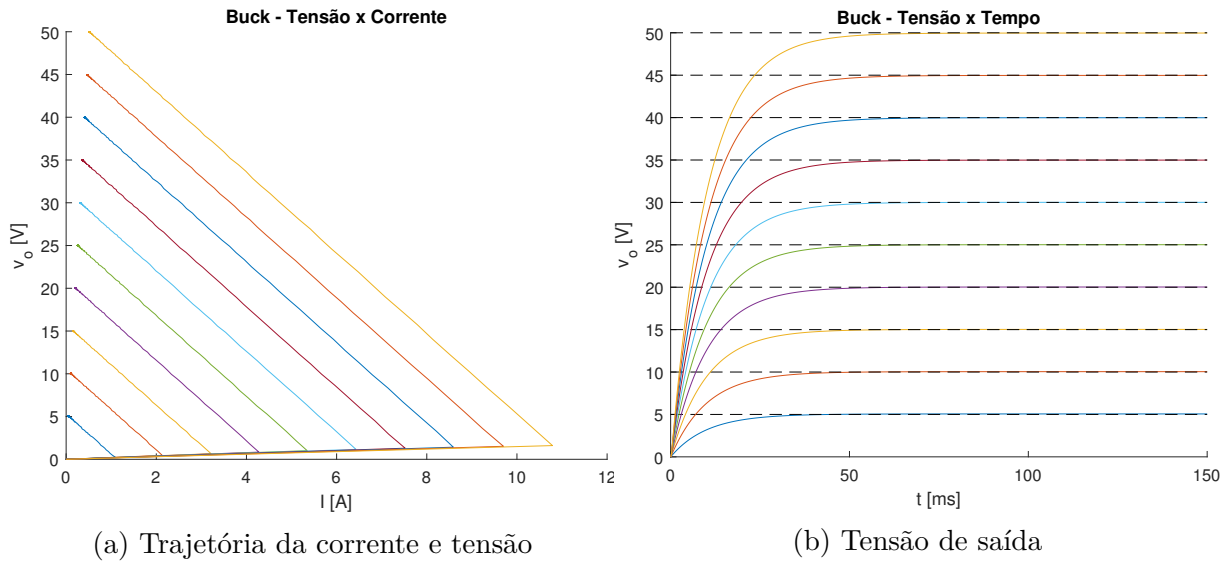 Buck - Tensão x Corrente
50
45
40
35
30
25
20
15
10
5
0
v_o [V]
0 2 4 6 8 10 12
I [A]
(a) Trajetória da corrente e tensão
Buck - Tensão x Tempo
50
45
40
35
30
25
20
15
10
5
0
v_o [V]
0 50 100 150
t [ms]
(b) Tensão de saída